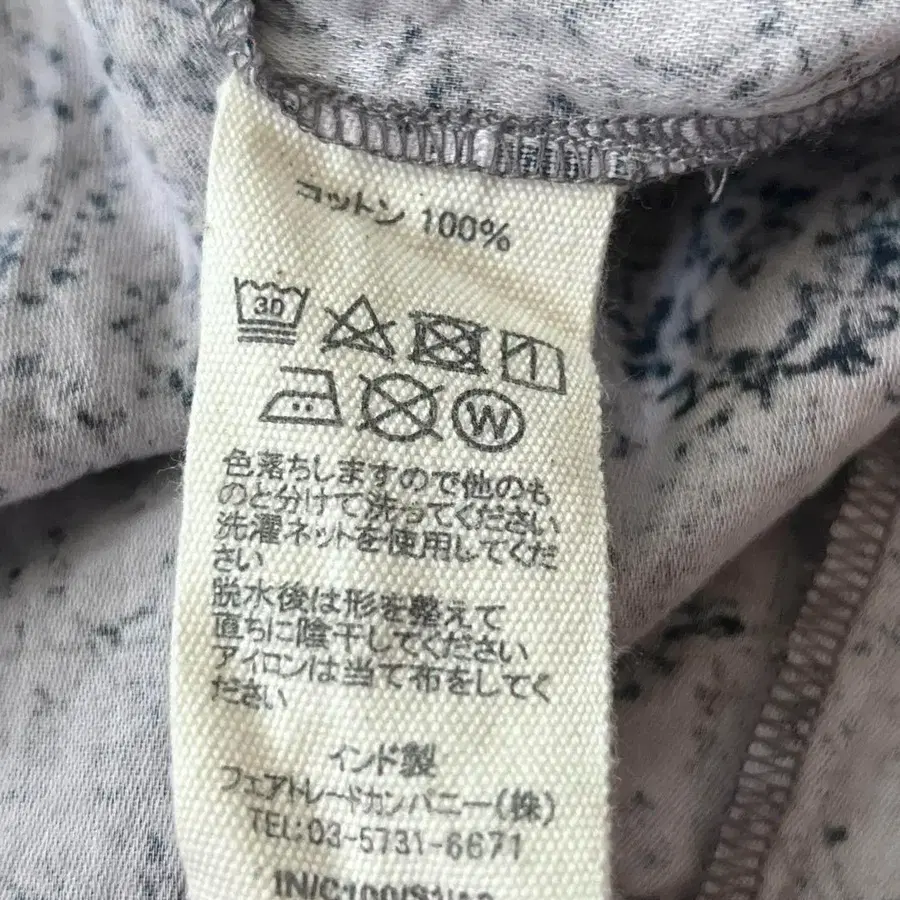 コットン 100%
30
W
色落ちしますので他のも
のと分けて洗ってください
洗濯ネットを使用してくだ
さい
脱水後は形を整えて
直ちに陰干してください
アイロンは当て布をしてく
ださい
インド製
フェアトレードカンパニー(株)
TEL:03-5731-6671